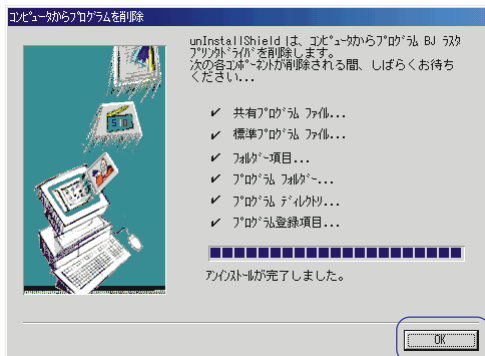 ｺﾝﾋﾟｭｰﾀからﾌﾟﾛｸﾞﾗﾑを削除
unInstallShield は、ｺﾝﾋﾟｭｰﾀからﾌﾟﾛｸﾞﾗﾑ BJ ﾗｽﾀ
ﾌﾟﾘﾝﾀﾄﾞﾗｲﾊﾞを削除します。
次の各ｺﾝﾎﾟｰﾈﾝﾄが削除される間、しばらくお待ち
ください...
✔ 共有ﾌﾟﾛｸﾞﾗﾑ ﾌｧｲﾙ...
✔ 標準ﾌﾟﾛｸﾞﾗﾑ ﾌｧｲﾙ...
✔ ﾌｫﾙﾀﾞｰ項目...
✔ ﾌﾟﾛｸﾞﾗﾑ ﾌｫﾙﾀﾞｰ...
✔ ﾌﾟﾛｸﾞﾗﾑ ﾃﾞｨﾚｸﾄﾘ...
✔ ﾌﾟﾛｸﾞﾗﾑ登録項目...
ｱﾝｲﾝｽﾄｰﾙが完了しました。
OK